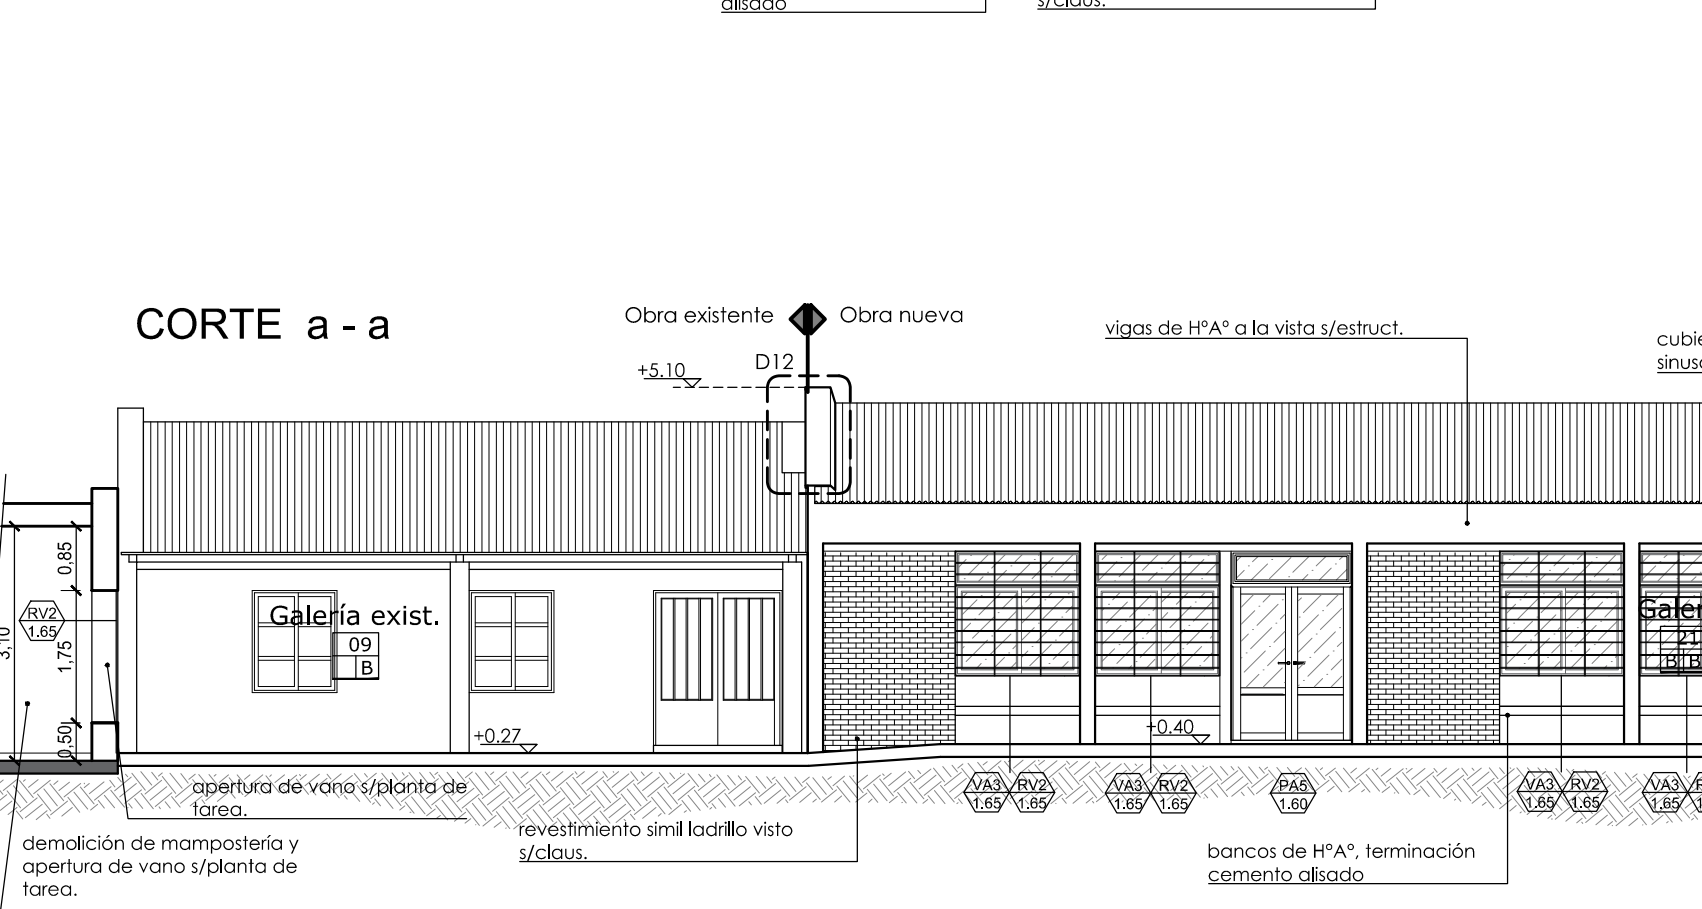 alisado
s/claus.
CORTE a - a
Obra existente
Obra nueva
vigas de HºAº a la vista s/estruct.
D12
+5.10
0,85
RV2
1.65
3,10
1,75
0,50
Galería exist.
09
B
+0.27
+0.40
21
B
B
VA3
1.65
RV2
1.65
VA3
1.65
RV2
1.65
PA5
1.60
VA3
1.65
RV2
1.65
VA3
1.65
apertura de vano s/planta de
tarea.
demolición de mampostería y
apertura de vano s/planta de
tarea.
revestimiento simil ladrillo visto
s/claus.
bancos de HºAº, terminación
cemento alisado